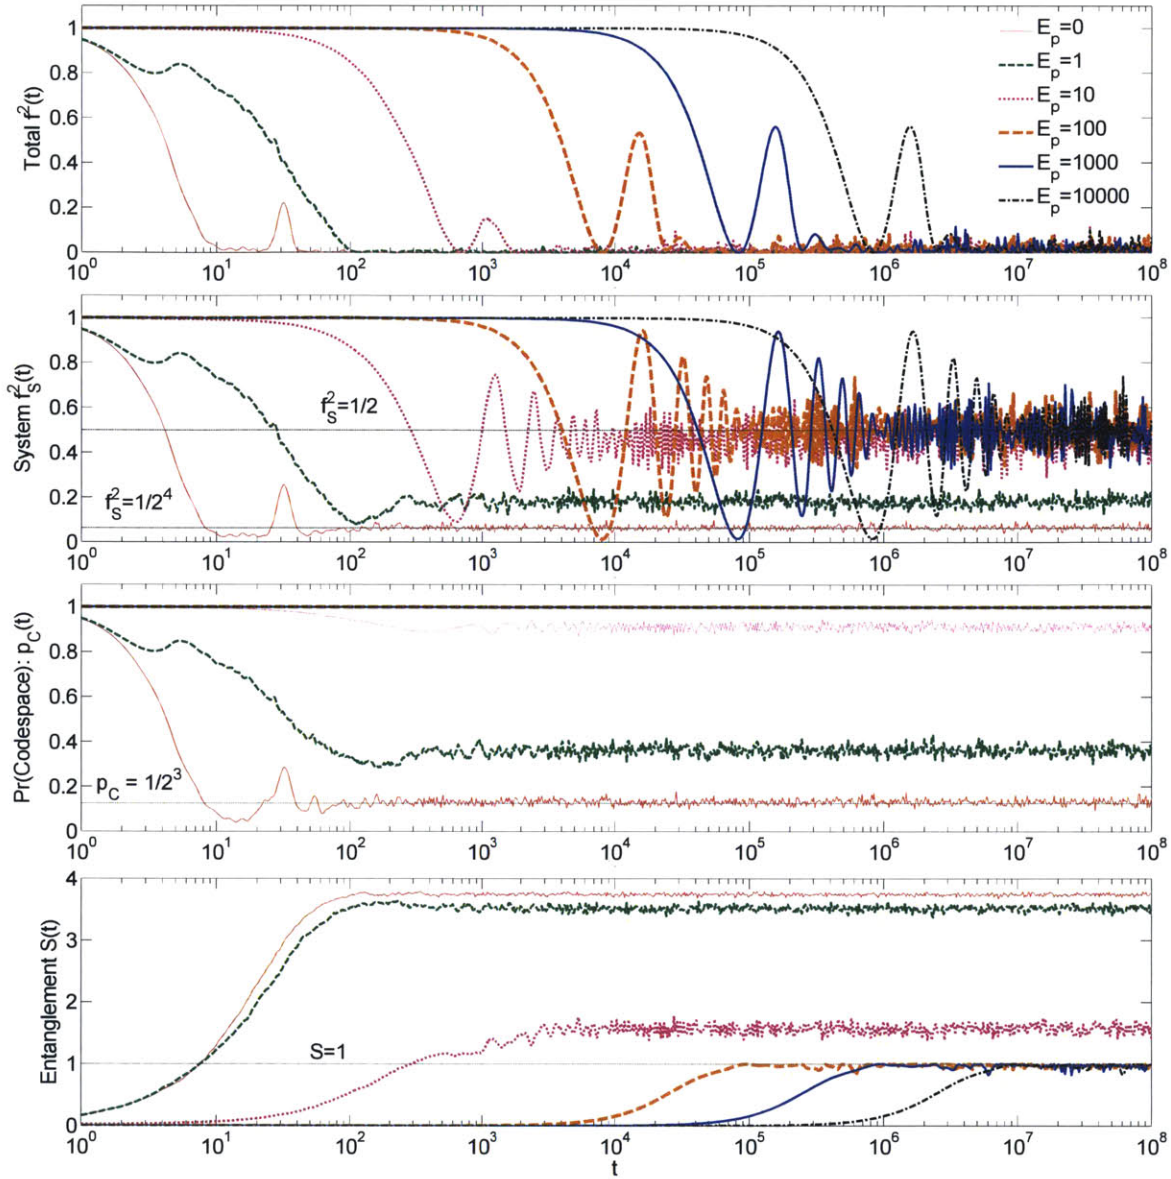 Total f²(t)
1
0.8
0.6
0.4
0.2
0
10⁰ 10¹ 10² 10³ 10⁴ 10⁵ 10⁶ 10⁷ 10⁸
E_p=0
E_p=1
E_p=10
E_p=100
E_p=1000
E_p=10000
System f_S²(t)
1
0.8
0.6
0.4
0.2
0
f_S²=1/2
f_S²=1/2⁴
10⁰ 10¹ 10² 10³ 10⁴ 10⁵ 10⁶ 10⁷ 10⁸
Pr(Codespace): p_C(t)
1
0.8
0.6
0.4
0.2
0
p_C = 1/2³
10⁰ 10¹ 10² 10³ 10⁴ 10⁵ 10⁶ 10⁷ 10⁸
Entanglement S(t)
4
3
2
1
0
S=1
10⁰ 10¹ 10² 10³ 10⁴ 10⁵ 10⁶ 10⁷ 10⁸
t